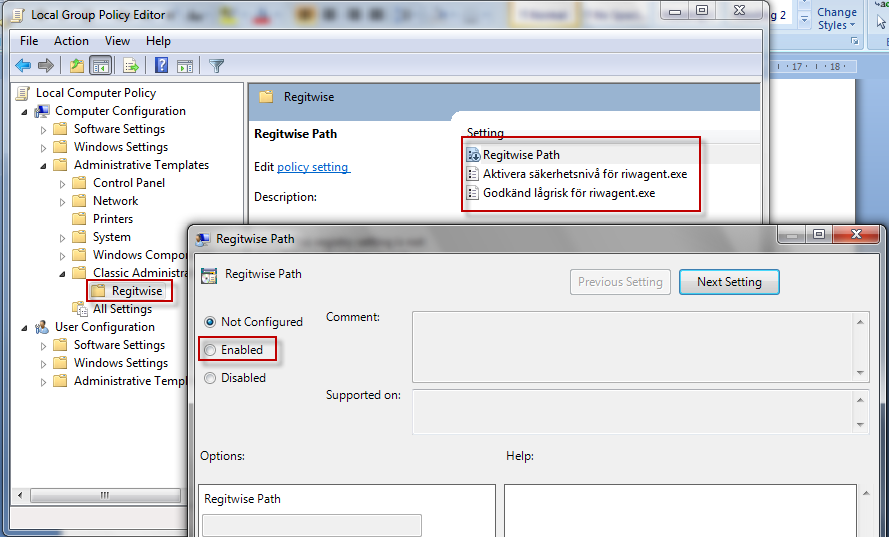 Local Group Policy Editor
File Action View Help
Local Computer Policy
Computer Configuration
Software Settings
Windows Settings
Administrative Templates
Control Panel
Network
Printers
System
Windows Compo
Classic Administra
Regitwise
All Settings
User Configuration
Software Settings
Windows Settings
Administrative Templ
Regitwise
Regitwise Path
Edit policy setting
Description:
Setting
Regitwise Path
Aktivera säkerhetsnivå för riwagent.exe
Godkänd lågrisk för riwagent.exe
Change
Styles
17 18
Regitwise Path
Regitwise Path
Previous Setting
Next Setting
Not Configured
Enabled
Disabled
Comment:
Supported on:
Options:
Help:
Regitwise Path